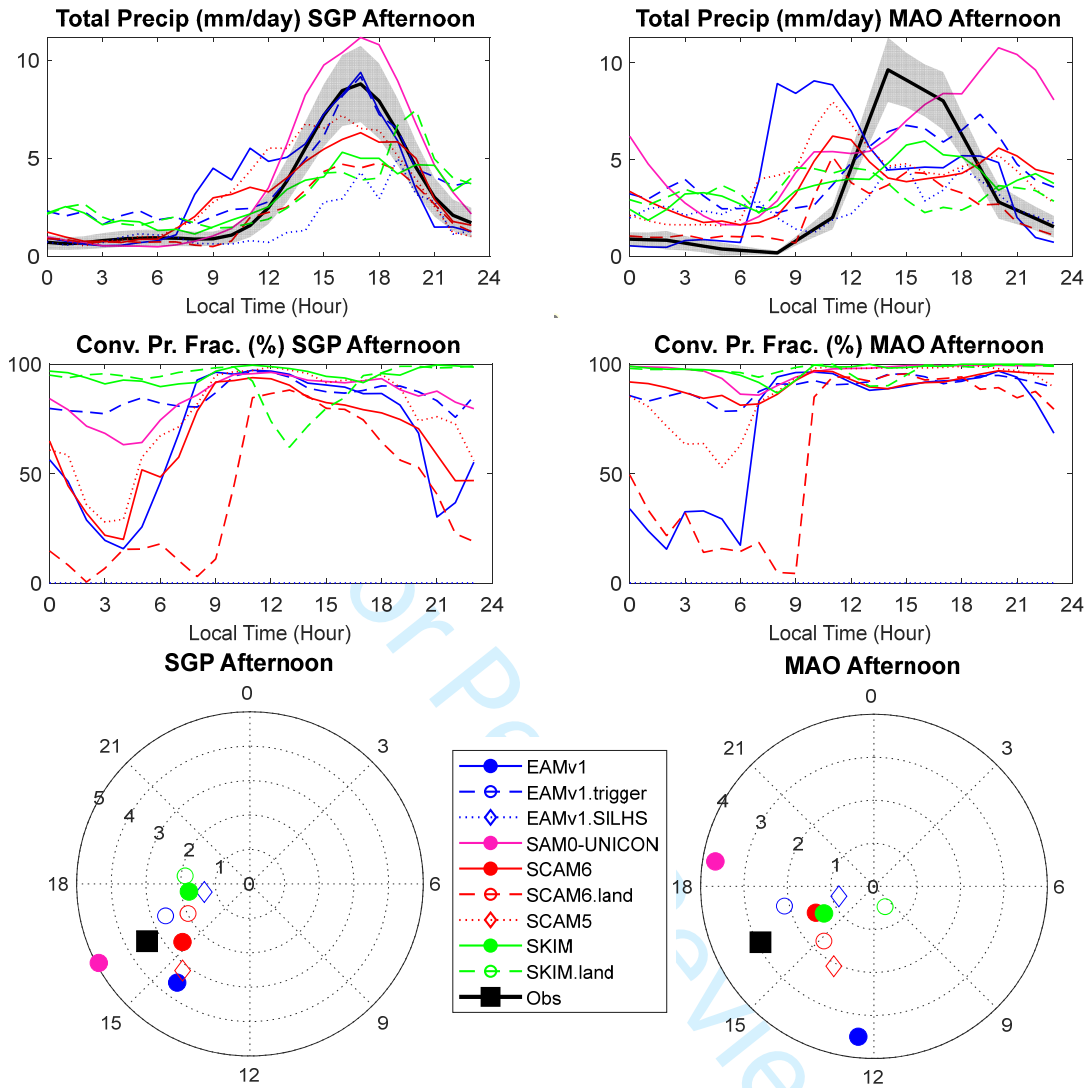 Total Precip (mm/day) SGP Afternoon
10
5
0
0 3 6 9 12 15 18 21 24
Local Time (Hour)
Total Precip (mm/day) MAO Afternoon
10
5
0
0 3 6 9 12 15 18 21 24
Local Time (Hour)
Conv. Pr. Frac. (%) SGP Afternoon
100
50
0
0 3 6 9 12 15 18 21 24
Local Time (Hour)
Conv. Pr. Frac. (%) MAO Afternoon
100
50
0
0 3 6 9 12 15 18 21 24
Local Time (Hour)
SGP Afternoon
0
21 3
5
4
3
2
1
18 0 6
15 9
12
EAMv1
EAMv1.trigger
EAMv1.SILHS
SAM0-UNICON
SCAM6
SCAM6.land
SCAM5
SKIM
SKIM.land
Obs
MAO Afternoon
0
21 3
4
3
2
1
18 0 6
15 9
12